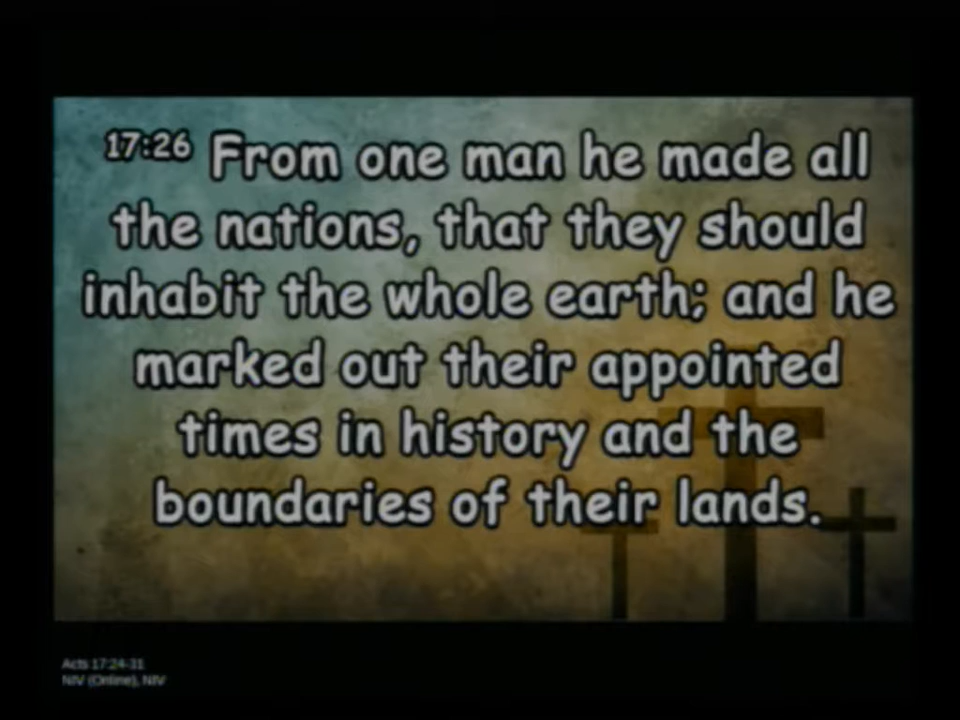 17:26 From one man he made all
the nations, that they should
inhabit the whole earth; and he
marked out their appointed
times in history and the
boundaries of their lands.
Acts 17:24-31
NIV (Online), NIV